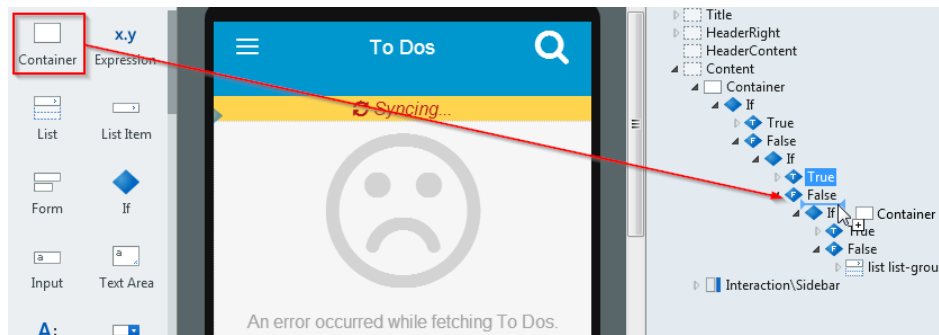 Container
x.y
Expression
List
List Item
Form
If
a
Input
a
Text Area
A:
To Dos
Syncing...
An error occurred while fetching To Dos.
Title
HeaderRight
HeaderContent
Content
Container
If
T True
F False
If
T True
F False
If
Container
T True
F False
list list-grou
Interaction\Sidebar